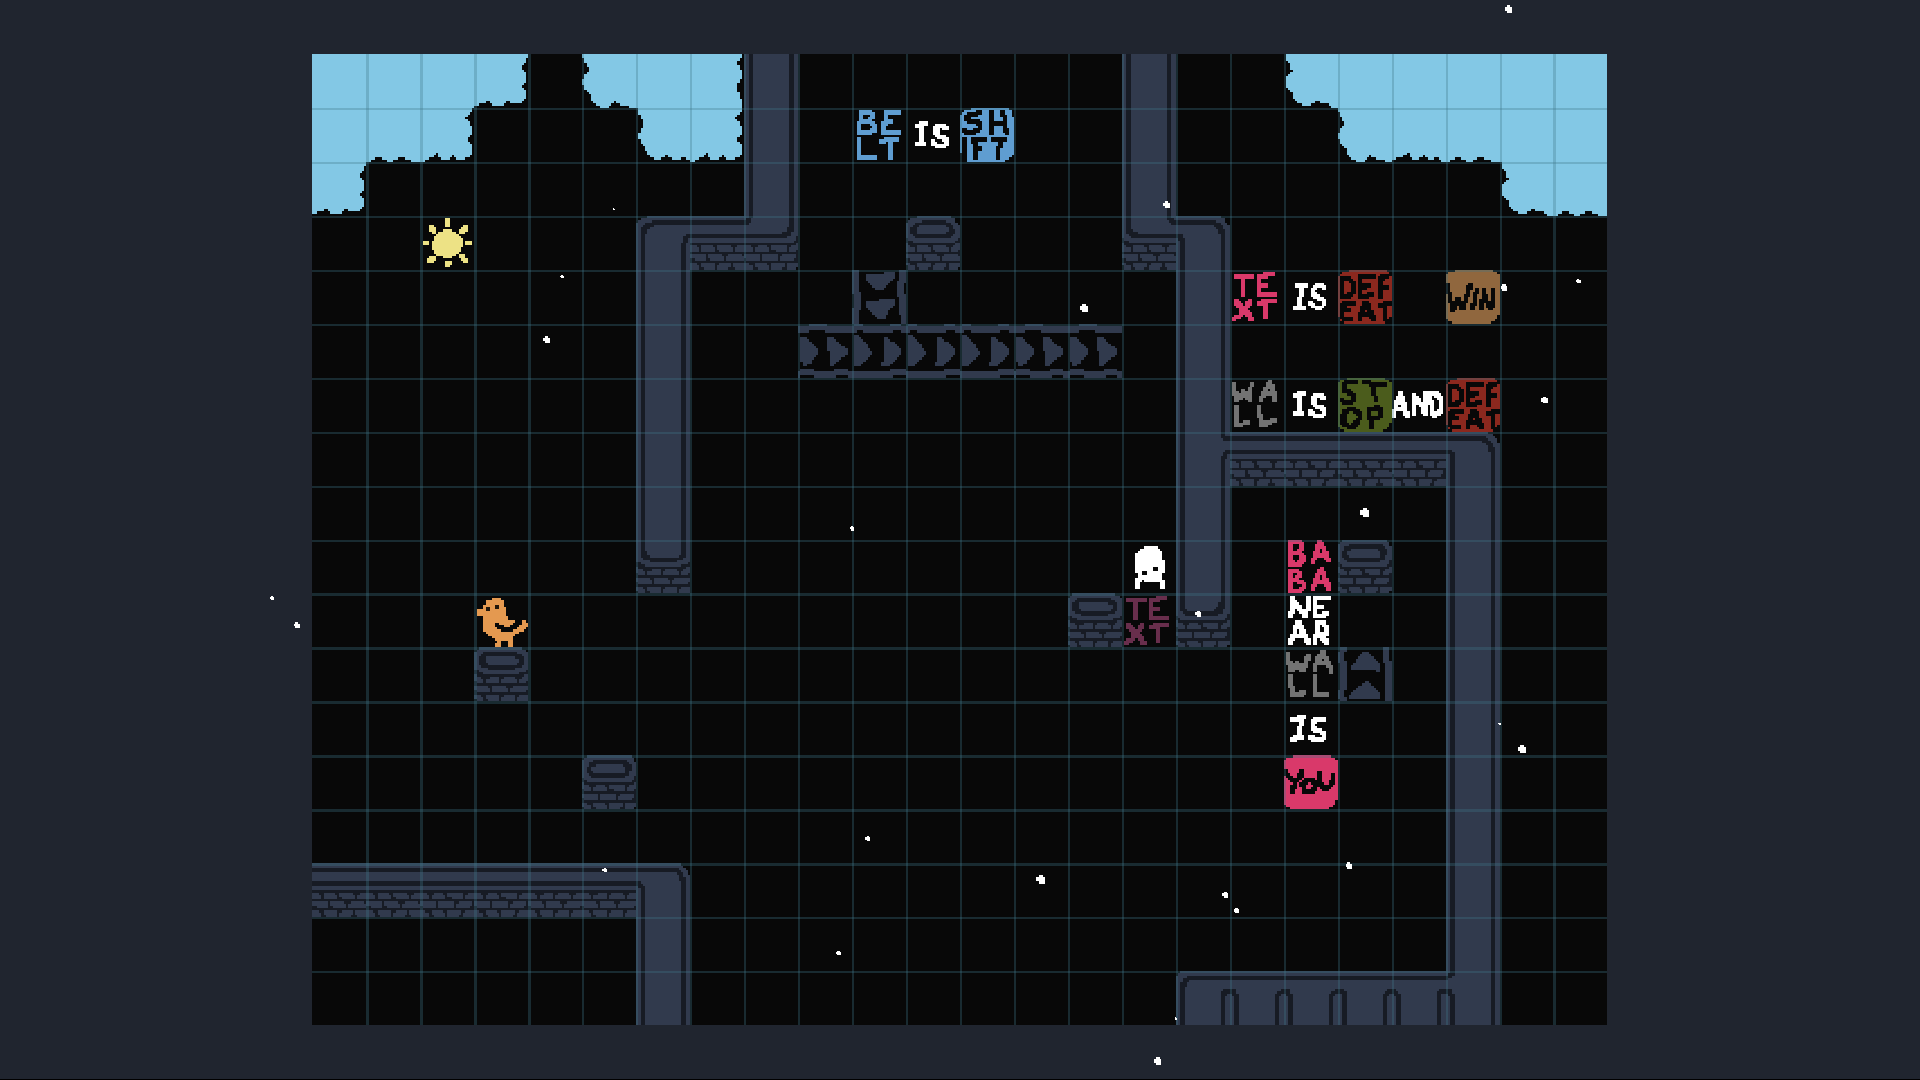 BELT IS SHIFT
TEXT IS DEFEAT WIN
WALL IS STOP AND DEFEAT
BABA
NEAR
TEXT
WALL
IS
YOU